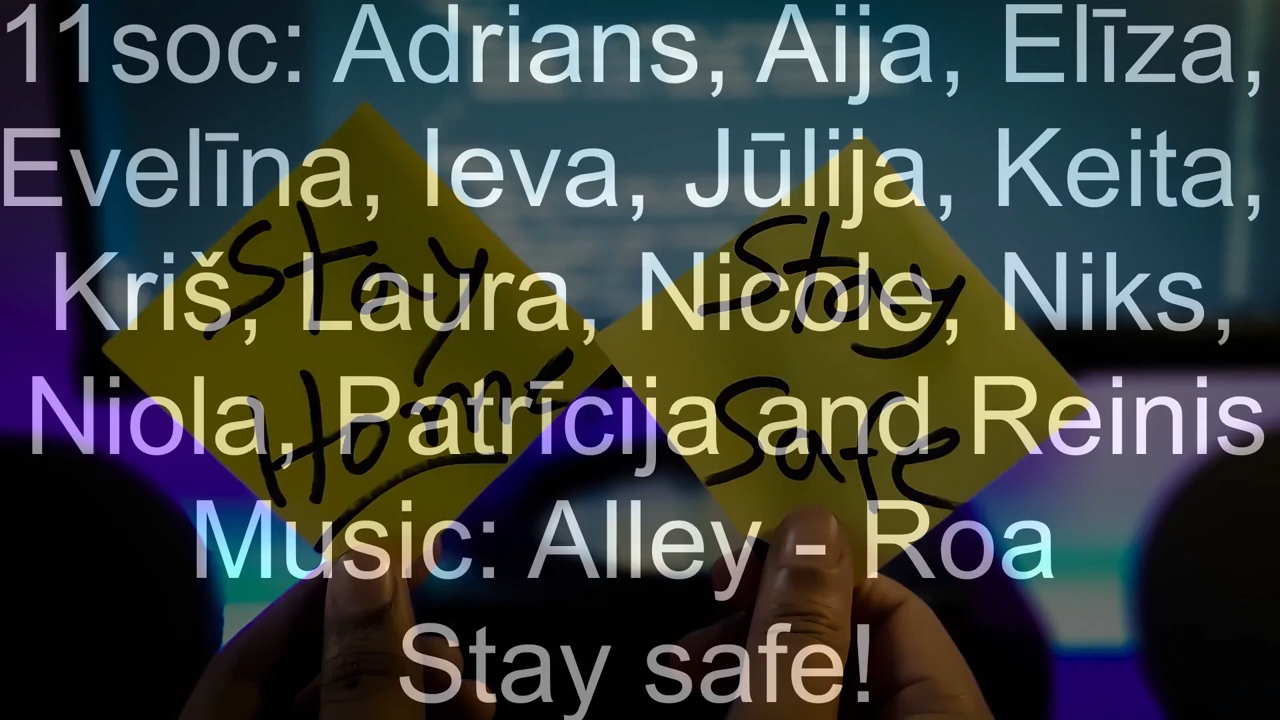 11soc: Adrians, Aija, Elīza,
Evelīna, Ieva, Jūlija, Keita,
Kriš, Laura, Nicole, Niks,
Niola, Patrīcija and Reinis
Music: Alley - Roa
Stay safe!
Stay
Home
Stay
Safe